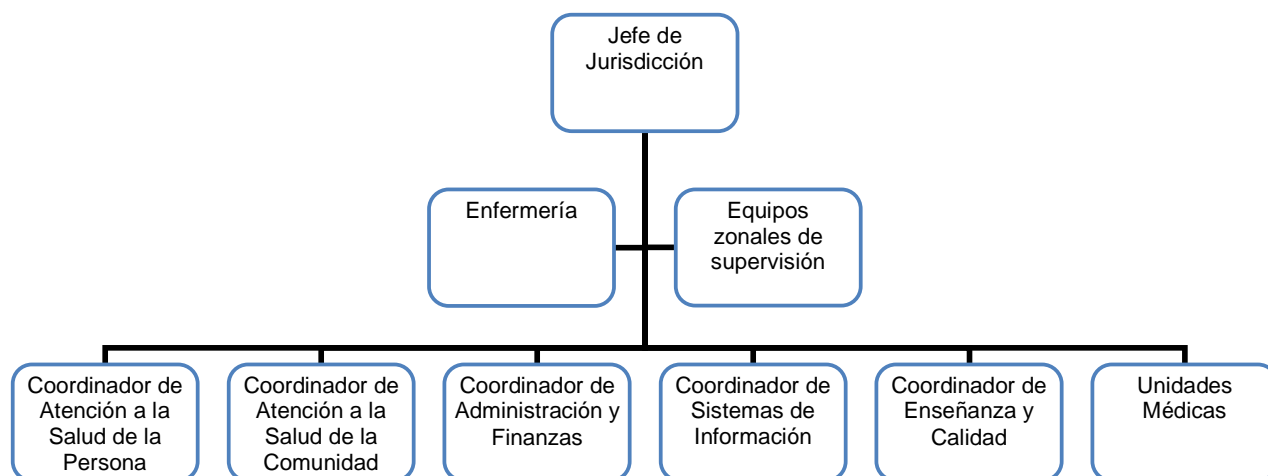 Jefe de
Jurisdicción
Enfermería
Equipos
zonales de
supervisión
Coordinador de
Atención a la
Salud de la
Persona
Coordinador de
Atención a la
Salud de la
Comunidad
Coordinador de
Administración y
Finanzas
Coordinador de
Sistemas de
Información
Coordinador de
Enseñanza y
Calidad
Unidades
Médicas